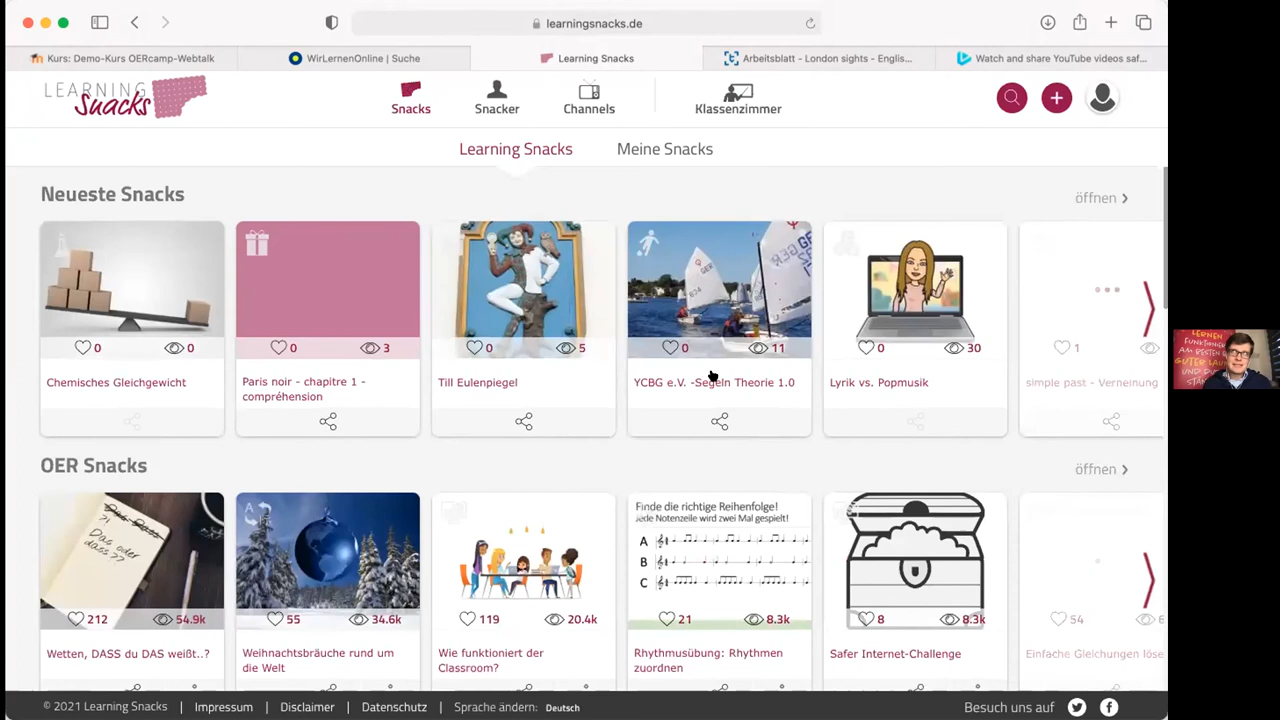 learningsnacks.de
Kurs: Demo-Kurs OERcamp-Webtalk
WirLernenOnline | Suche
Learning Snacks
Arbeitsblatt - London sights - Englis...
Watch and share YouTube videos saf...
LEARNING
Snacks
Snacks
Snacker
Channels
Klassenzimmer
Learning Snacks
Meine Snacks
Neueste Snacks
öffnen
0 0
0 3
0 5
0 11
0 30
1
Chemisches Gleichgewicht
Paris noir - chapitre 1 -
compréhension
Till Eulenpiegel
YCBG e.V. -Segeln Theorie 1.0
Lyrik vs. Popmusik
simple past - Verneinung
OER Snacks
öffnen
?! Das oder
dass??
Finde die richtige Reihenfolge!
Jede Notenzeile wird zwei Mal gespielt!
A
B
C
212 54.9k
55 34.6k
119 20.4k
21 8.3k
8 8.3k
54 6
Wetten, DASS du DAS weißt..?
Weihnachtsbräuche rund um
die Welt
Wie funktioniert der
Classroom?
Rhythmusübung: Rhythmen
zuordnen
Safer Internet-Challenge
Einfache Gleichungen löse
© 2021 Learning Snacks | Impressum | Disclaimer | Datenschutz | Sprache ändern: Deutsch
Besuch uns auf
LERNEN